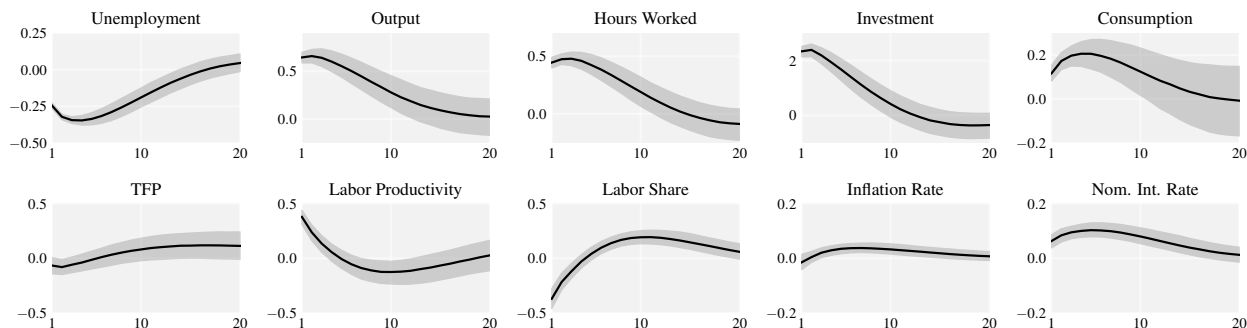 Unemployment
0.25
0.00
−0.25
−0.50
1 10 20
Output
0.5
0.0
1 10 20
Hours Worked
0.5
0.0
1 10 20
Investment
2
0
1 10 20
Consumption
0.2
0.0
−0.2
1 10 20
TFP
0.5
0.0
−0.5
1 10 20
Labor Productivity
0.5
0.0
−0.5
1 10 20
Labor Share
0.5
0.0
−0.5
1 10 20
Inflation Rate
0.2
0.0
−0.2
1 10 20
Nom. Int. Rate
0.2
0.0
−0.2
1 10 20